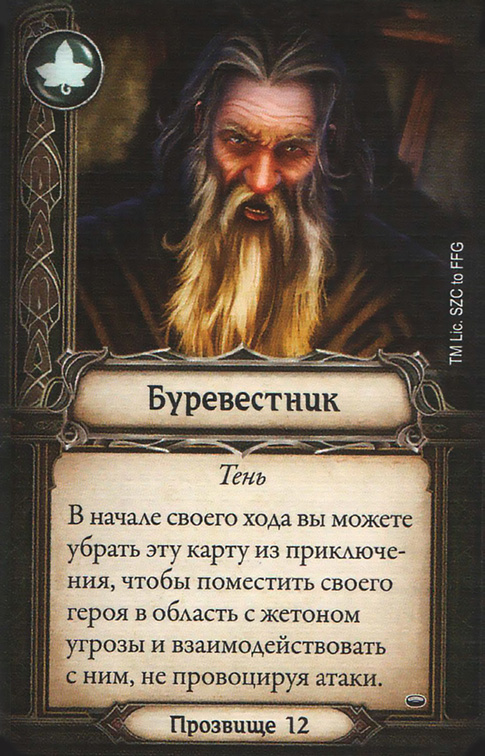 TM Lic. SZC to FFG
Буревестник
Тень
В начале своего хода вы можете
убрать эту карту из приключе-
ния, чтобы поместить своего
героя в область с жетоном
угрозы и взаимодействовать
с ним, не провоцируя атаки.
Прозвище 12